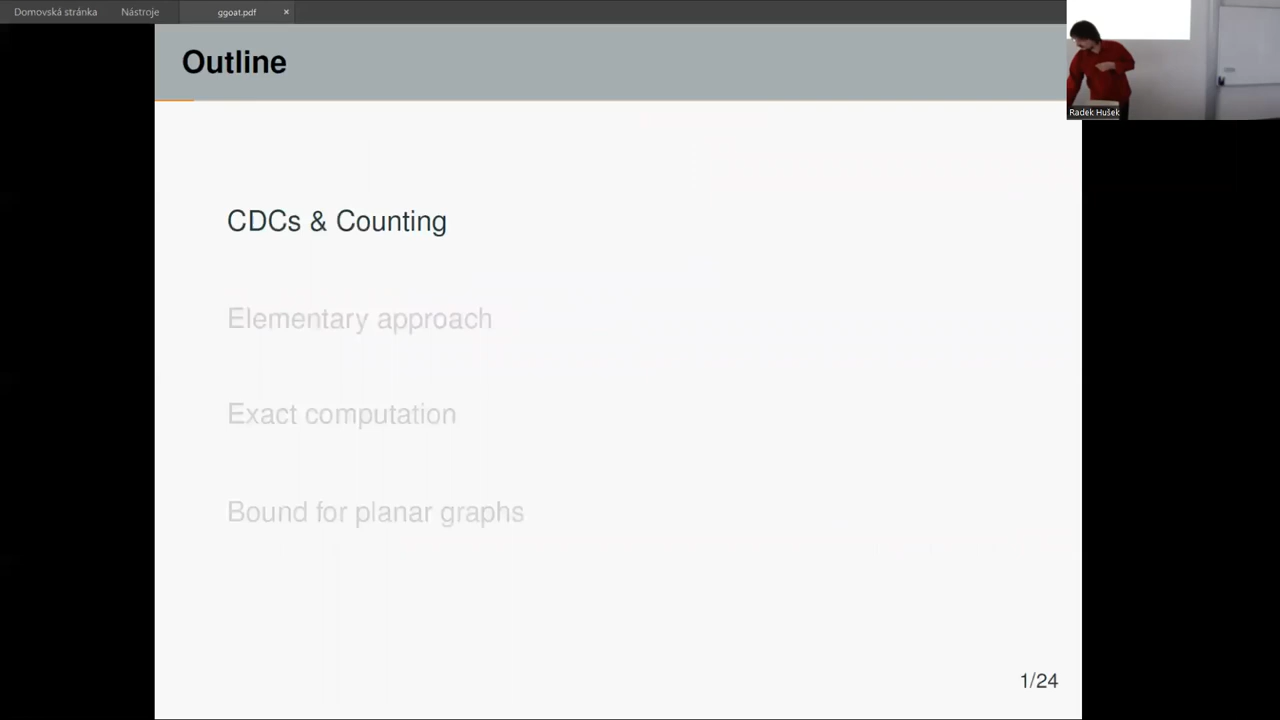 Domovská stránka
Nástroje
ggoat.pdf
×
Outline
Radek Hušek
CDCs & Counting
Elementary approach
Exact computation
Bound for planar graphs
1/24